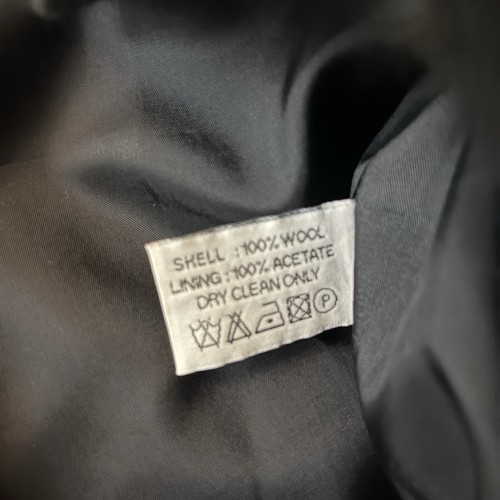 SHELL : 100% WOOL
LINING : 100% ACETATE
DRY CLEAN ONLY
P